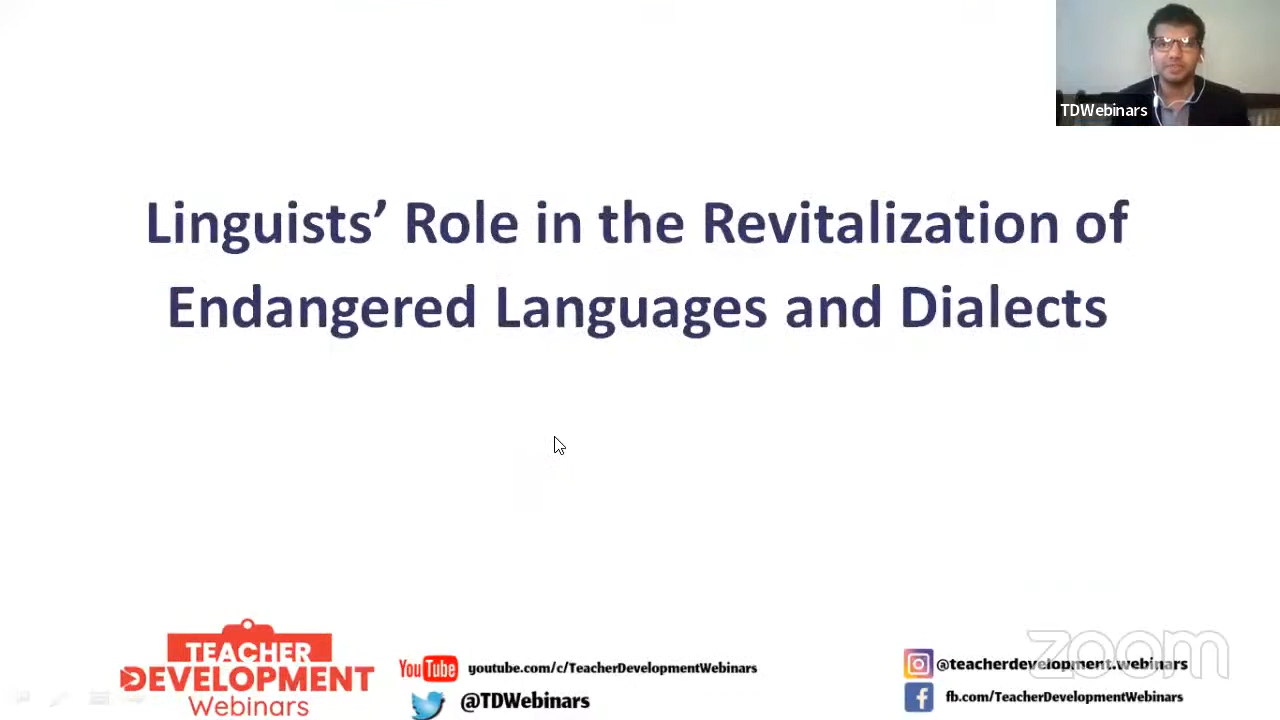 TDWebinars
Linguists’ Role in the Revitalization of
Endangered Languages and Dialects
TEACHER
DEVELOPMENT
Webinars
YouTube
youtube.com/c/TeacherDevelopmentWebinars
@TDWebinars
zoom
@teacherdevelopment.webinars
fb.com/TeacherDevelopmentWebinars